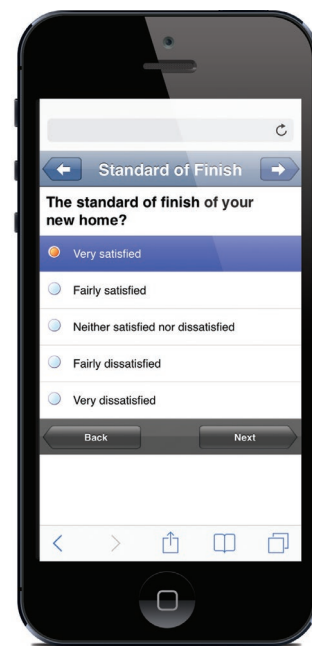 Standard of Finish
The standard of finish of your
new home?
Very satisfied
Fairly satisfied
Neither satisfied nor dissatisfied
Fairly dissatisfied
Very dissatisfied
Back
Next